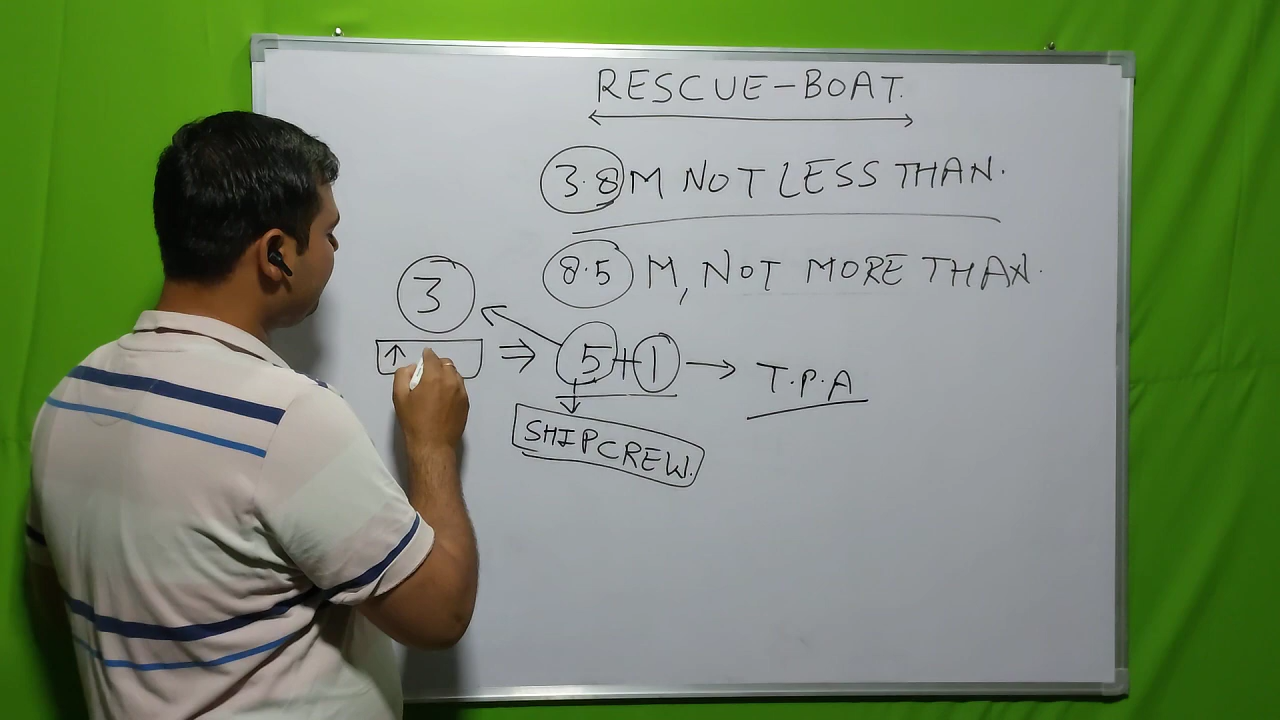 RESCUE-BOAT.
3.8 M NOT LESS THAN.
8.5 M, NOT MORE THAN.
3
↑ ⇒ 5+1 → T.P.A
SHIPCREW.